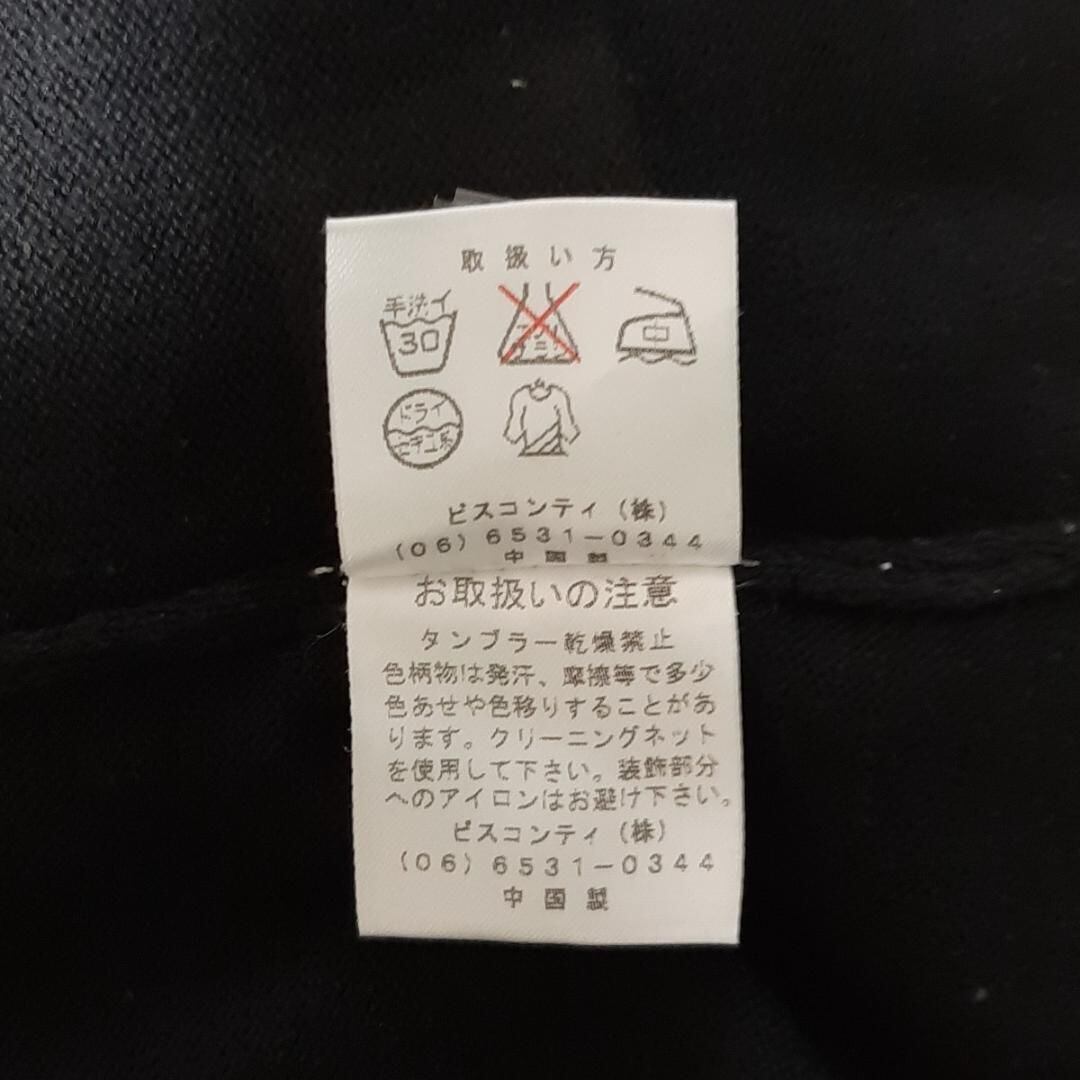 取扱い方
手洗イ
30
中
ドライ
セキユ系
ビスコンティ(株)
(06)6531-0344
中国製
お取扱いの注意
タンブラー乾燥禁止
色柄物は発汗、摩擦等で多少
色あせや色移りすることがあ
ります。クリーニングネット
を使用して下さい。装飾部分
へのアイロンはお避け下さい。
ビスコンティ(株)
(06)6531-0344
中国製